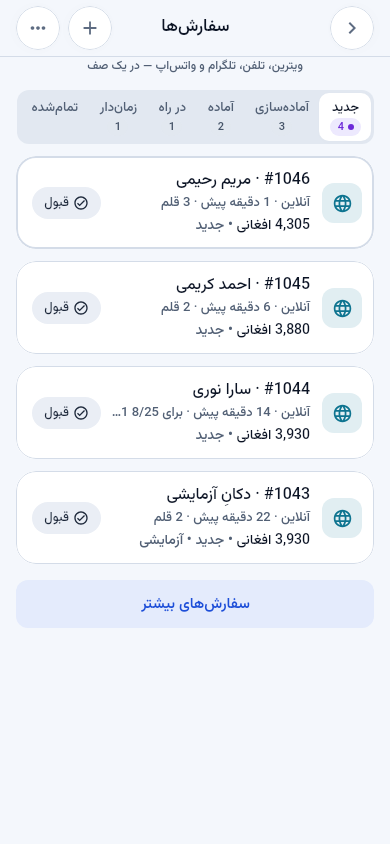 سفارش‌ها
ویترین، تلفن، تلگرام و واتس‌اپ — در یک صف
جدید
4
آماده‌سازی
3
آماده
2
در راه
1
زمان‌دار
1
تمام‌شده
#1046 · مریم رحیمی
آنلاین · 1 دقیقه پیش · 3 قلم
4,305 افغانی • جدید
قبول
#1045 · احمد کریمی
آنلاین · 6 دقیقه پیش · 2 قلم
3,880 افغانی • جدید
قبول
#1044 · سارا نوری
آنلاین · 14 دقیقه پیش · برای 8/25 1…
3,930 افغانی • جدید
قبول
#1043 · دکانِ آزمایشی
آنلاین · 22 دقیقه پیش · 2 قلم
3,930 افغانی • جدید • آزمایشی
قبول
سفارش‌های بیشتر